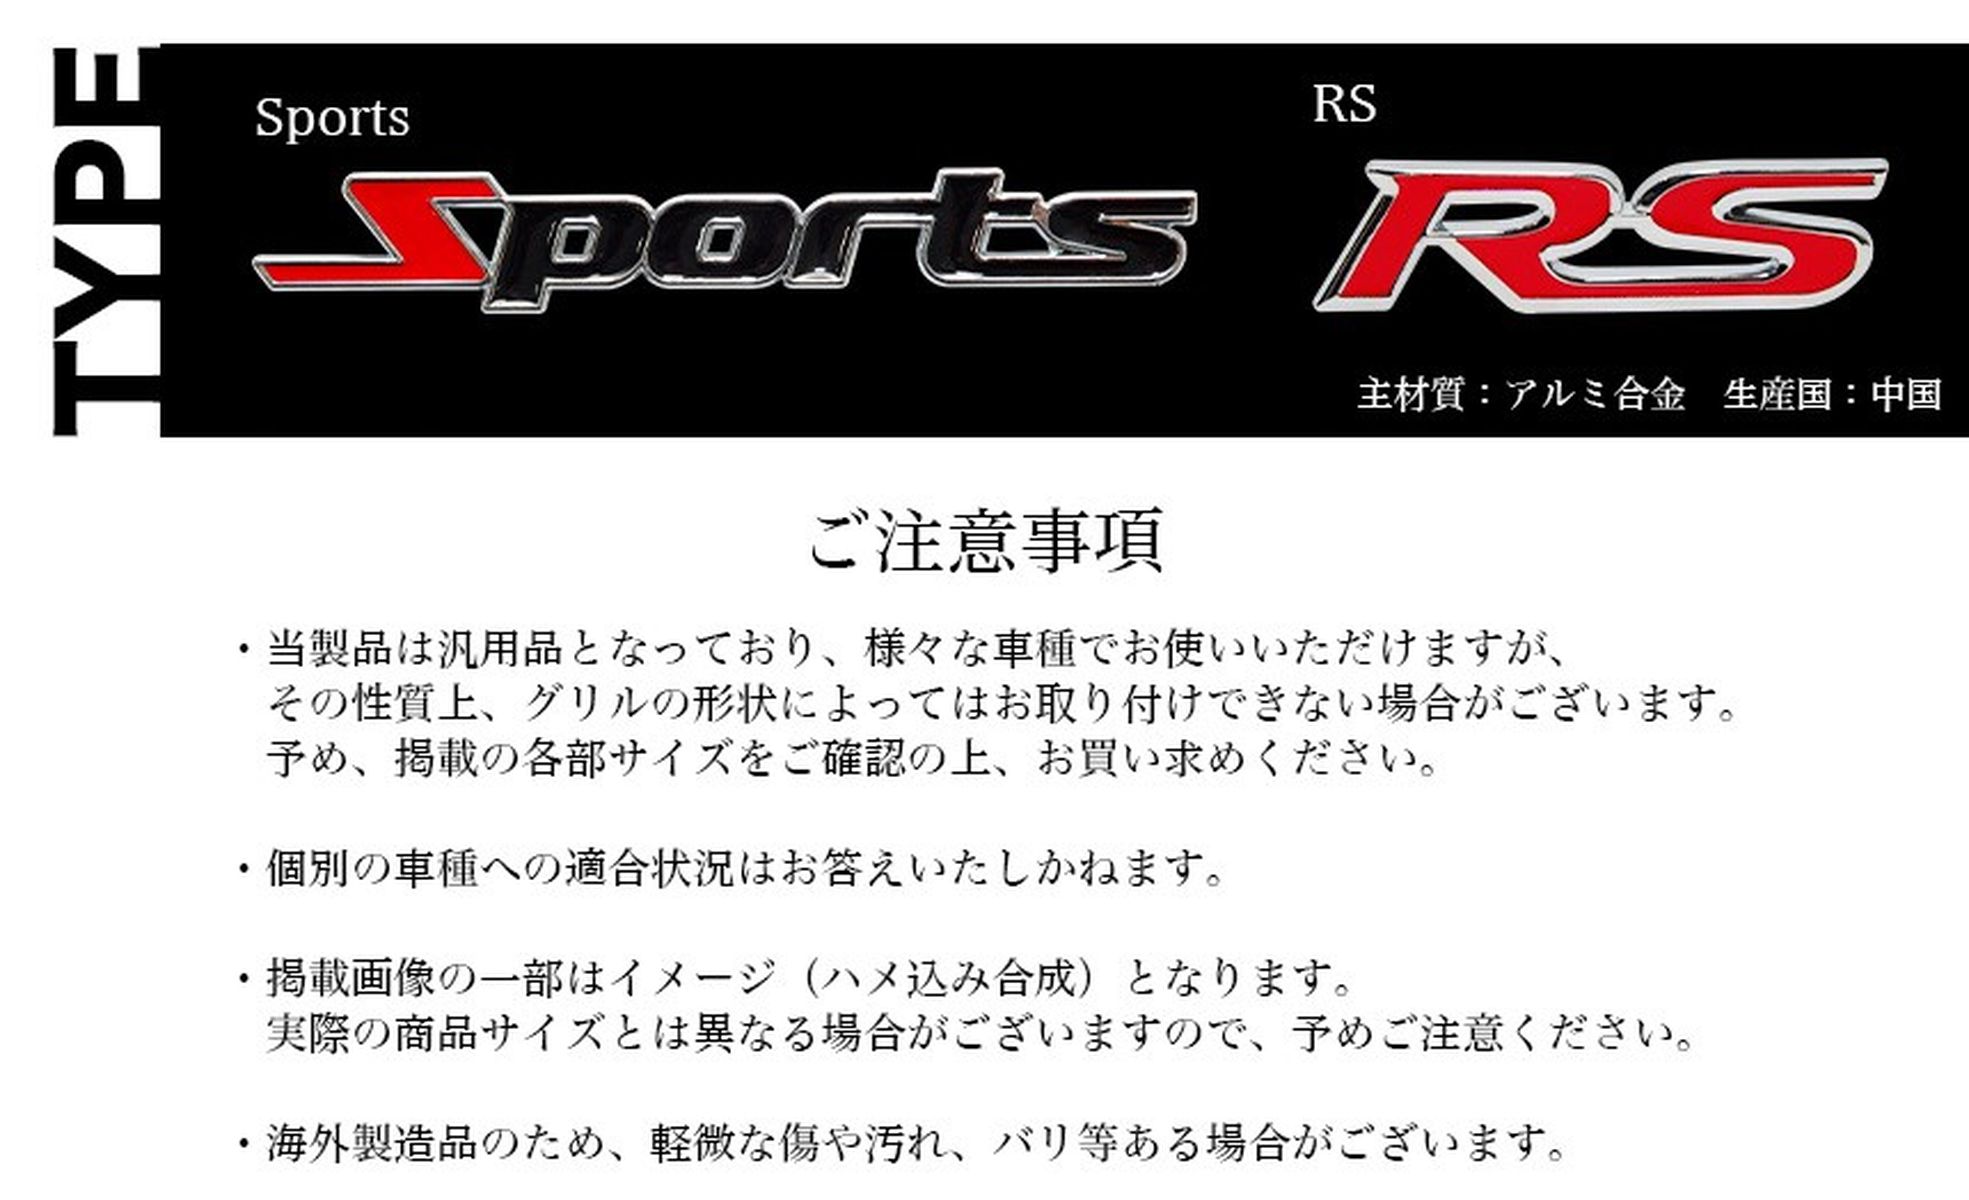 TYPE
Sports
RS
Sports
RS
主材質：アルミ合金　生産国：中国
ご注意事項
・当製品は汎用品となっており、様々な車種でお使いいただけますが、
その性質上、グリルの形状によってはお取り付けできない場合がございます。
予め、掲載の各部サイズをご確認の上、お買い求めください。
・個別の車種への適合状況はお答えいたしかねます。
・掲載画像の一部はイメージ（ハメ込み合成）となります。
実際の商品サイズとは異なる場合がございますので、予めご注意ください。
・海外製造品のため、軽微な傷や汚れ、バリ等ある場合がございます。